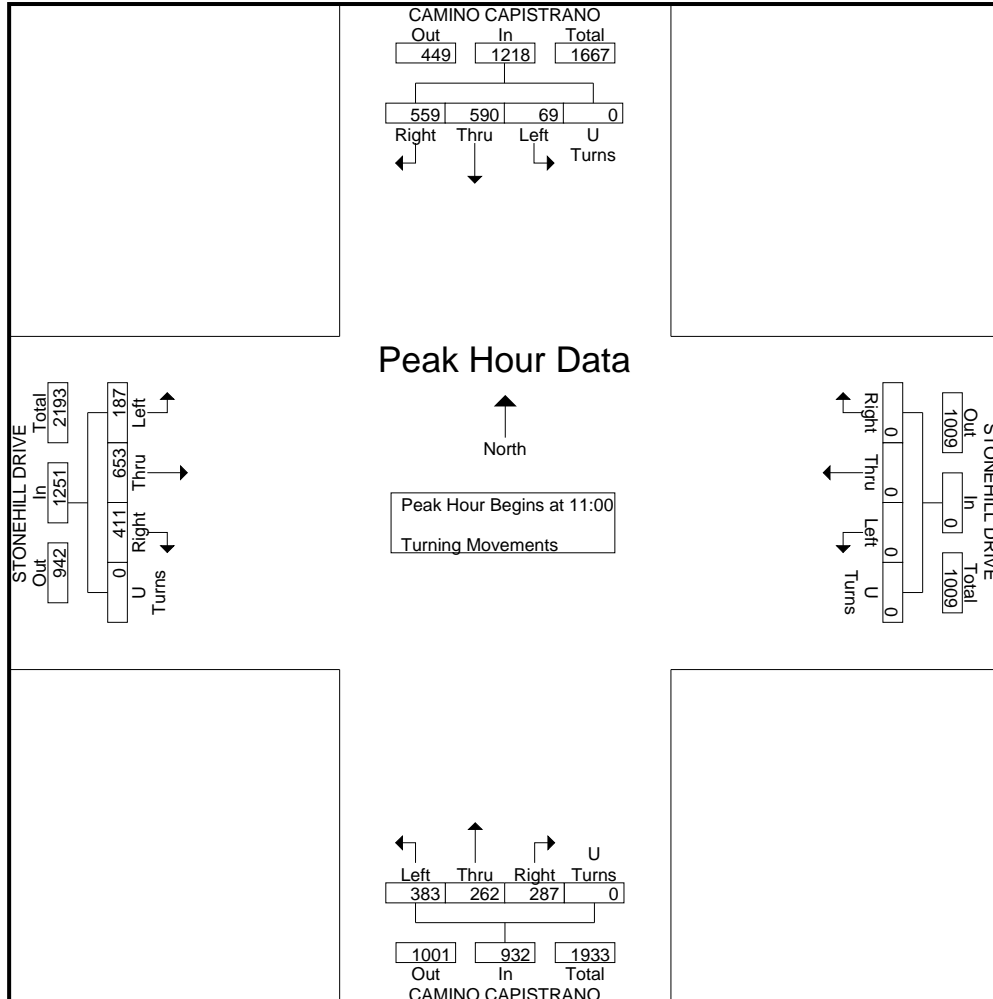 CAMINO CAPISTRANO
Out In Total
449 1218 1667
559 590 69 0
Right Thru Left U Turns
Peak Hour Data
North
Peak Hour Begins at 11:00
Turning Movements
STONEHILL DRIVE
Total In Out
2193 1251 942
187 653 411 0
Left Thru Right U Turns
STONEHILL DRIVE
Out In Total
1009 0 1009
0 0 0 0
Right Thru Left U Turns
Left Thru Right U Turns
383 262 287 0
1001 932 1933
Out In Total
CAMINO CAPISTRANO